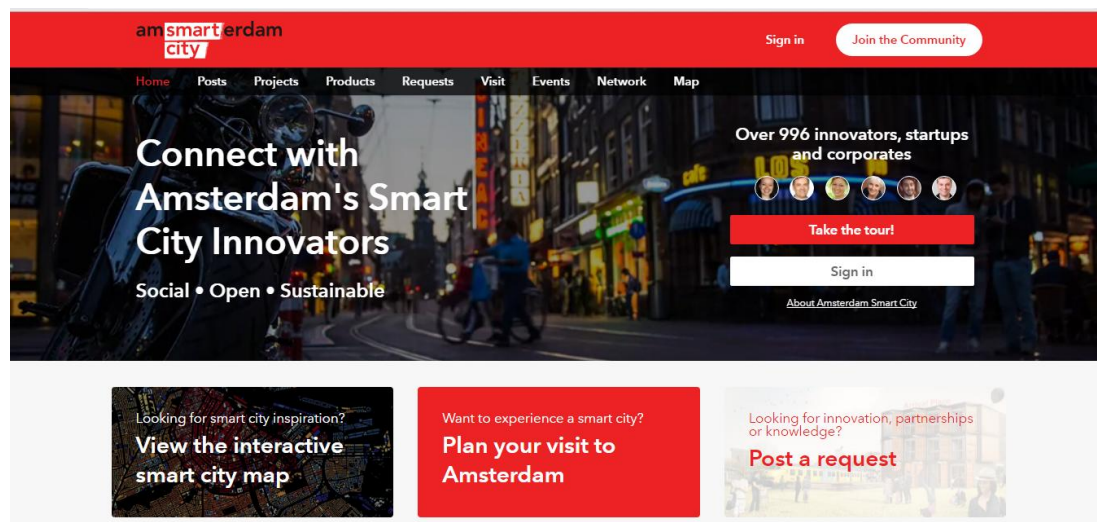 amsmarterdam
city
Sign in
Join the Community
Home Posts Projects Products Requests Visit Events Network Map
Connect with
Amsterdam's Smart
City Innovators
Social • Open • Sustainable
Over 996 innovators, startups
and corporates
Take the tour!
Sign in
About Amsterdam Smart City
CINEAC
cafe
Looking for smart city inspiration?
View the interactive
smart city map
Want to experience a smart city?
Plan your visit to
Amsterdam
Looking for innovation, partnerships
or knowledge?
Post a request